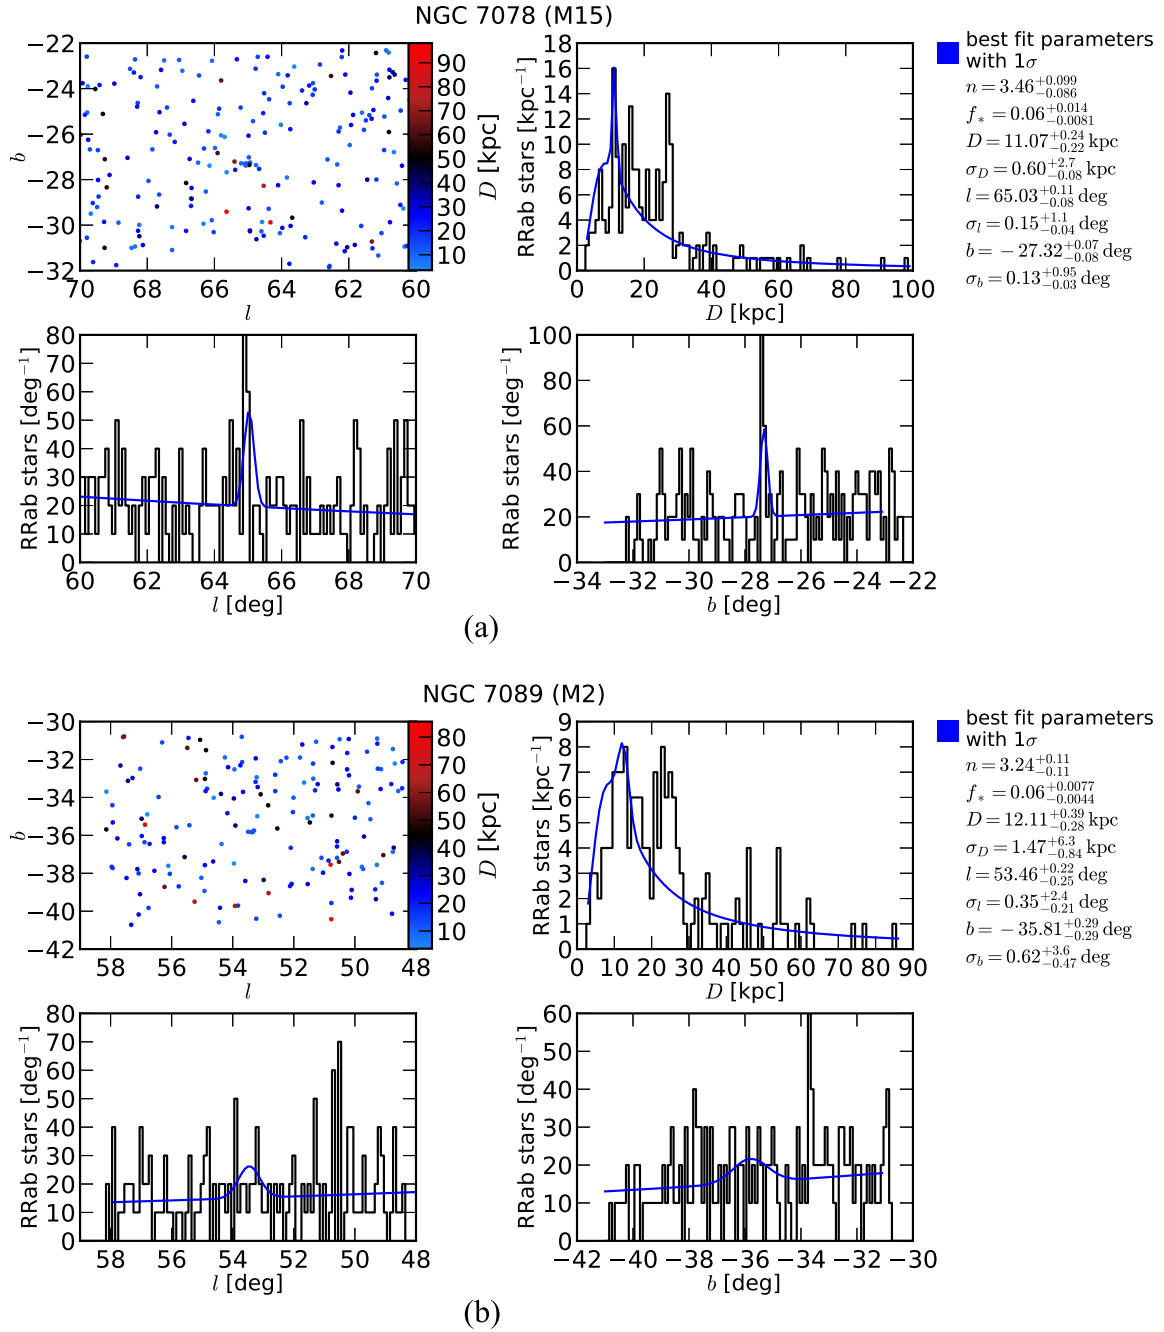 NGC 7078 (M15)
−22
−24
−26
−28
−30
−32
b
70 68 66 64 62 60
l
90
80
70
60
50
40
30
20
10
D [kpc]
18
16
14
12
10
8
6
4
2
0
RRab stars [kpc⁻¹]
0 20 40 60 80 100
D [kpc]
best fit parameters
with 1σ
n = 3.46 +0.099 −0.086
f* = 0.06 +0.014 −0.0081
D = 11.07 +0.24 −0.22 kpc
σ_D = 0.60 +2.7 −0.08 kpc
l = 65.03 +0.11 −0.08 deg
σ_l = 0.15 +1.1 −0.04 deg
b = −27.32 +0.07 −0.08 deg
σ_b = 0.13 +0.95 −0.03 deg
80
70
60
50
40
30
20
10
0
RRab stars [deg⁻¹]
60 62 64 66 68 70
l [deg]
100
80
60
40
20
0
RRab stars [deg⁻¹]
−34 −32 −30 −28 −26 −24 −22
b [deg]
(a)
NGC 7089 (M2)
−30
−32
−34
−36
−38
−40
−42
b
58 56 54 52 50 48
l
80
70
60
50
40
30
20
10
D [kpc]
9
8
7
6
5
4
3
2
1
0
RRab stars [kpc⁻¹]
0 10 20 30 40 50 60 70 80 90
D [kpc]
best fit parameters
with 1σ
n = 3.24 +0.11 −0.11
f* = 0.06 +0.0077 −0.0044
D = 12.11 +0.39 −0.28 kpc
σ_D = 1.47 +6.3 −0.84 kpc
l = 53.46 +0.22 −0.25 deg
σ_l = 0.35 +2.4 −0.21 deg
b = −35.81 +0.29 −0.29 deg
σ_b = 0.62 +3.6 −0.47 deg
80
70
60
50
40
30
20
10
0
RRab stars [deg⁻¹]
58 56 54 52 50 48
l [deg]
60
50
40
30
20
10
0
RRab stars [deg⁻¹]
−42 −40 −38 −36 −34 −32 −30
b [deg]
(b)